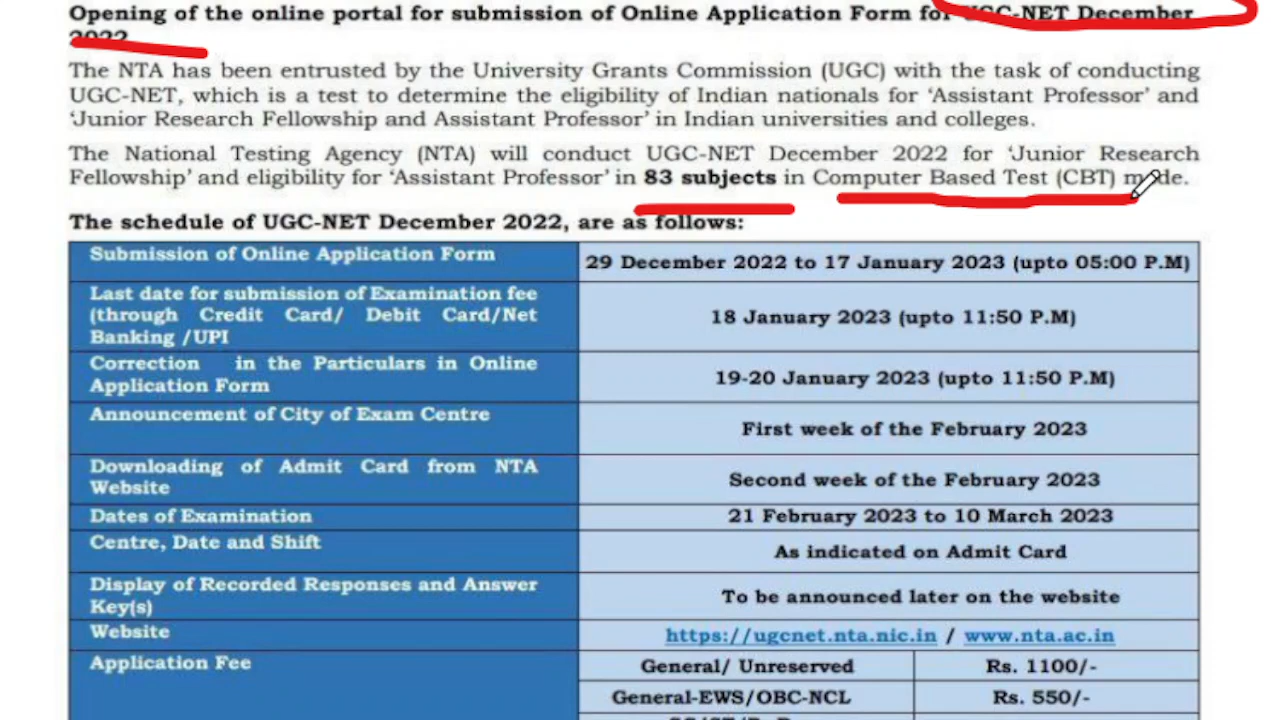 Opening of the online portal for submission of Online Application Form for UGC-NET December
2022
The NTA has been entrusted by the University Grants Commission (UGC) with the task of conducting
UGC-NET, which is a test to determine the eligibility of Indian nationals for ‘Assistant Professor’ and
‘Junior Research Fellowship and Assistant Professor’ in Indian universities and colleges.
The National Testing Agency (NTA) will conduct UGC-NET December 2022 for ‘Junior Research
Fellowship’ and eligibility for ‘Assistant Professor’ in 83 subjects in Computer Based Test (CBT) mode.
The schedule of UGC-NET December 2022, are as follows:
Submission of Online Application Form
29 December 2022 to 17 January 2023 (upto 05:00 P.M)
Last date for submission of Examination fee
(through Credit Card/ Debit Card/Net
Banking /UPI
18 January 2023 (upto 11:50 P.M)
Correction in the Particulars in Online
Application Form
19-20 January 2023 (upto 11:50 P.M)
Announcement of City of Exam Centre
First week of the February 2023
Downloading of Admit Card from NTA
Website
Second week of the February 2023
Dates of Examination
21 February 2023 to 10 March 2023
Centre, Date and Shift
As indicated on Admit Card
Display of Recorded Responses and Answer
Key(s)
To be announced later on the website
Website
https://ugcnet.nta.nic.in / www.nta.ac.in
Application Fee
General/ Unreserved
Rs. 1100/-
General-EWS/OBC-NCL
Rs. 550/-